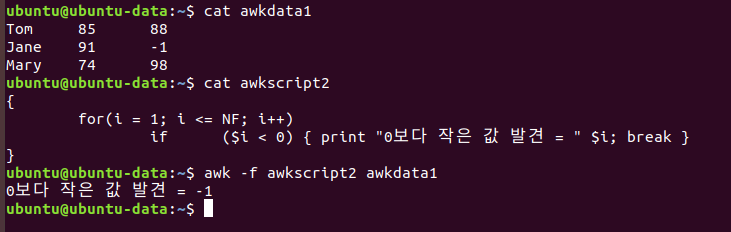 ubuntu@ubuntu-data:~$ cat awkdata1
Tom     85      88
Jane    91      -1
Mary    74      98
ubuntu@ubuntu-data:~$ cat awkscript2
{
        for(i = 1; i <= NF; i++)
                if      ($i < 0) { print "0보다 작은 값 발견 = " $i; break }
}
ubuntu@ubuntu-data:~$ awk -f awkscript2 awkdata1
0보다 작은 값 발견 = -1
ubuntu@ubuntu-data:~$